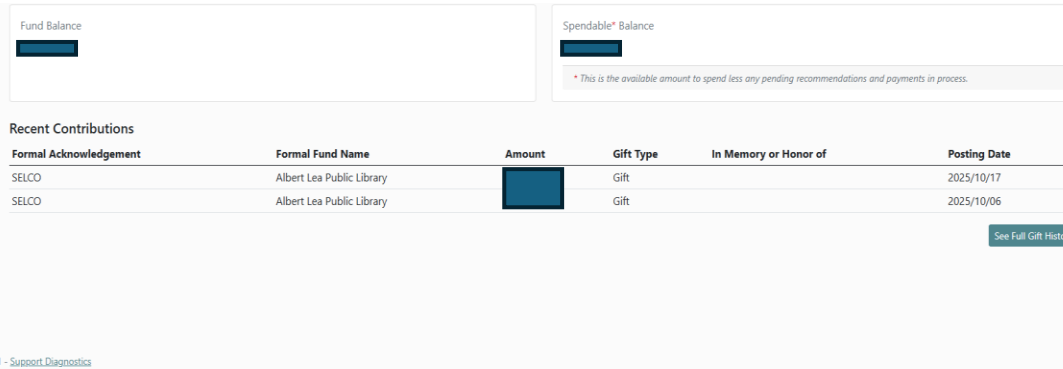 Fund Balance
Spendable* Balance
* This is the available amount to spend less any pending recommendations and payments in process.
Recent Contributions
Formal Acknowledgement Formal Fund Name Amount Gift Type In Memory or Honor of Posting Date
SELCO Albert Lea Public Library Gift 2025/10/17
SELCO Albert Lea Public Library Gift 2025/10/06
See Full Gift Histo
- Support Diagnostics